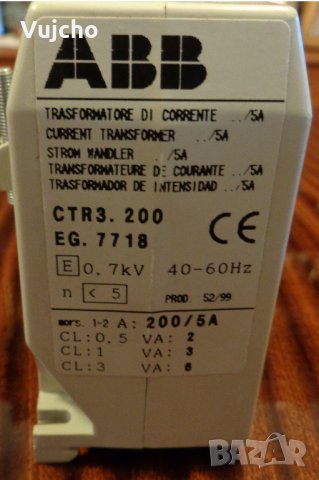 Vujcho
ABB
TRASFORMATORE DI CORRENTE ../5A
CURRENT TRANSFORMER ../5A
STROM WANDLER ../5A
TRANSFORMATEURE DE COURANTE ../5A
TRASFORMADOR DE INTENSIDAD ../5A
CTR3. 200
EG. 7718
CE
E 0,7kV 40-60Hz
n < 5 PROD. 52/99
mors. 1-2 A: 200/5A
CL:0,5 VA: 2
CL:1 VA: 3
CL:3 VA: 6
BAZAR